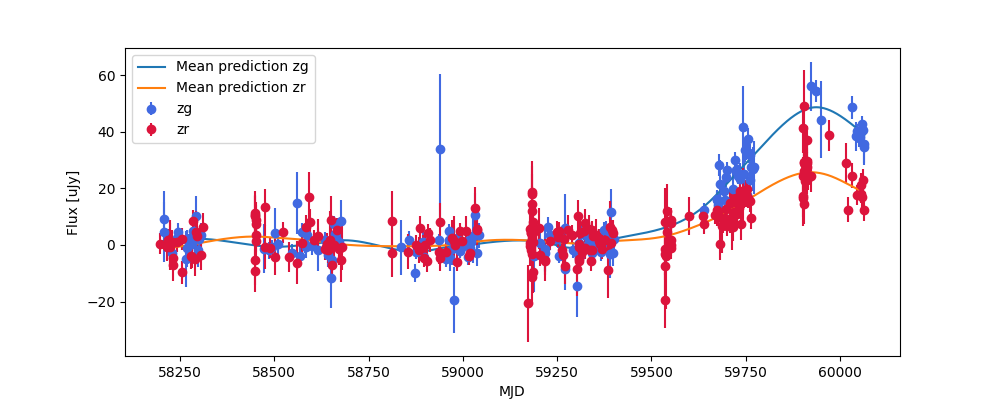 Mean prediction zg
Mean prediction zr
zg
zr
Flux [uJy]
60
40
20
0
−20
58250 58500 58750 59000 59250 59500 59750 60000
MJD